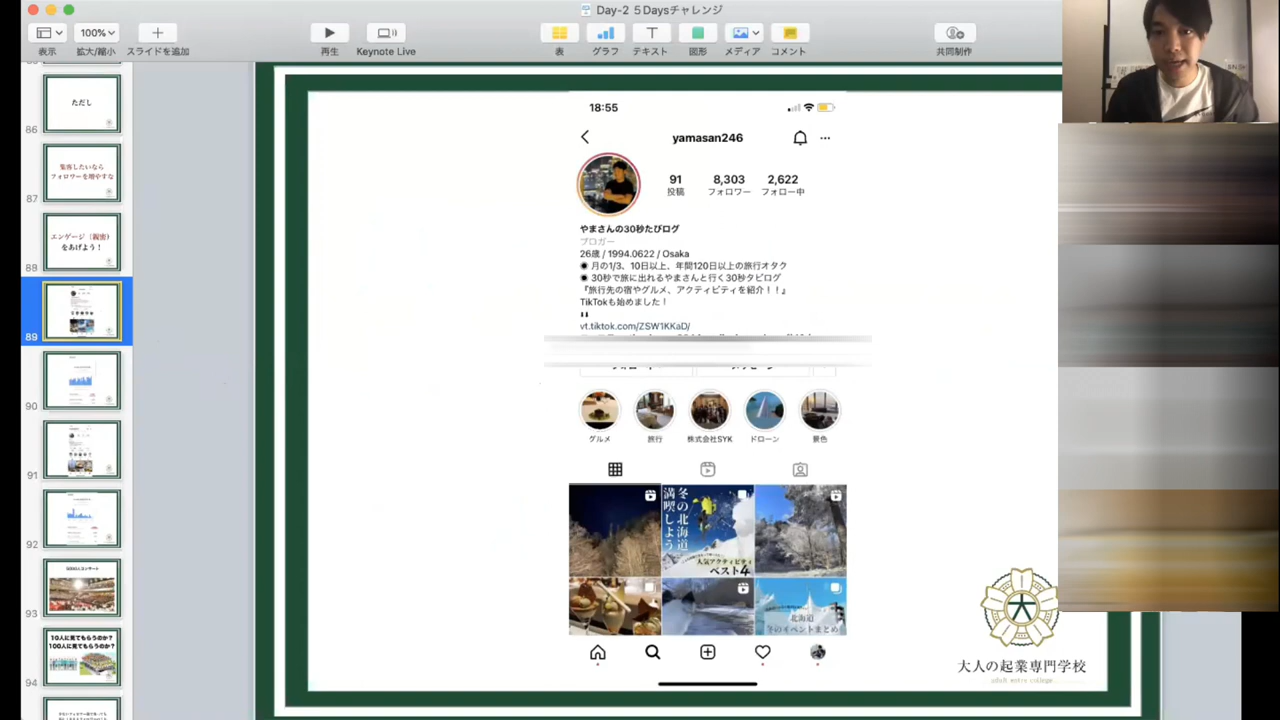 Day-2 ５Daysチャレンジ
100%
表示
拡大/縮小
スライドを追加
再生
Keynote Live
表
グラフ
テキスト
図形
メディア
コメント
共同制作
ただし
86
集客したいなら
フォロワーを増やすな
87
エンゲージ（親密）
をあげよう！
88
89
90
91
92
5000人コンサート
93
10人に見てもらうのか？
100人に見てもらうのか？
94
18:55
yamasan246
91
8,303
2,622
投稿
フォロワー
フォロー中
やまさんの30秒たびログ
ブロガー
26歳 / 1994.0622 / Osaka
◉ 月の1/3、10日以上、年間120日以上の旅行オタク
◉ 30秒で旅に出れるやまさんと行く30秒タビログ
『旅行先の宿やグルメ、アクティビティを紹介！！』
TikTokも始めました！
vt.tiktok.com/ZSW1KKaD/
グルメ
旅行
株式会社SYK
ドローン
景色
冬の北海道
満喫しよう
人気アクティビティ
ベスト4
北海道
冬のイベントまとめ
大人の起業専門学校